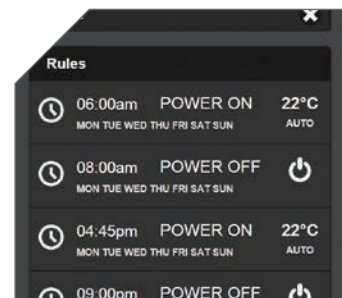 Rules
06:00am POWER ON 22°C
MON TUE WED THU FRI SAT SUN AUTO
08:00am POWER OFF
MON TUE WED THU FRI SAT SUN
04:45pm POWER ON 22°C
MON TUE WED THU FRI SAT SUN AUTO
09:00pm POWER OFF